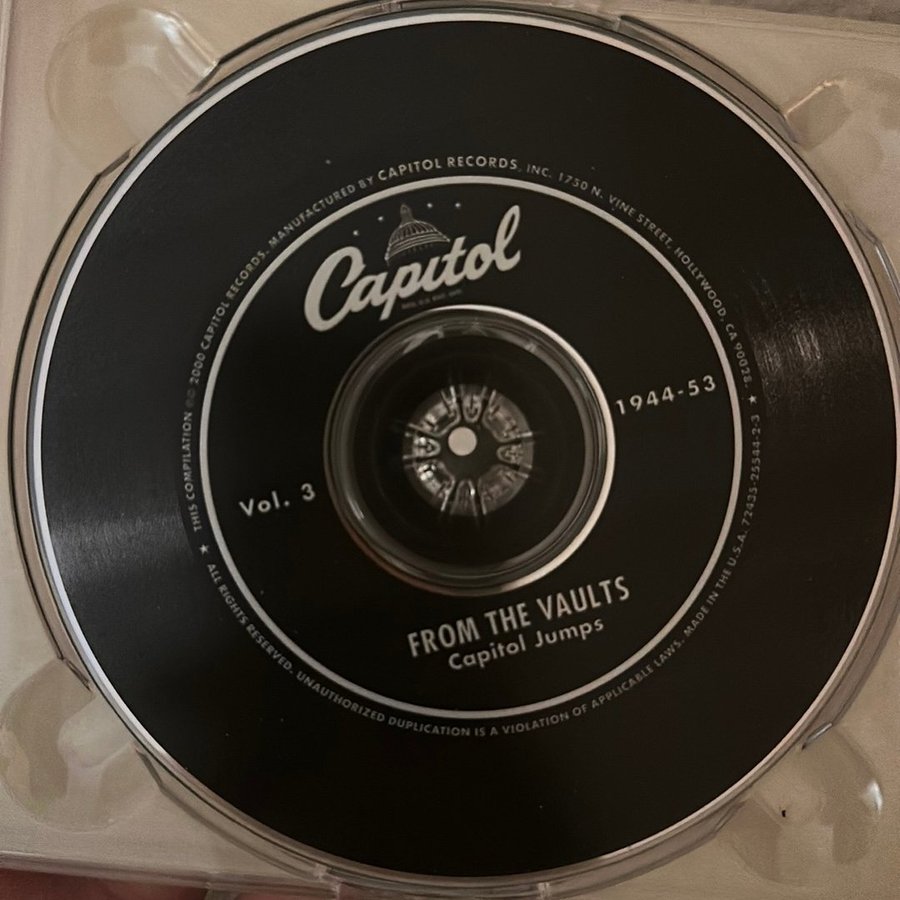 THIS COMPILATION ℗© 2000 CAPITOL RECORDS. MANUFACTURED BY CAPITOL RECORDS, INC. 1750 N. VINE STREET, HOLLYWOOD, CA 90028.
Capitol
1944-53
Vol. 3
FROM THE VAULTS
Capitol Jumps
★ ALL RIGHTS RESERVED. UNAUTHORIZED DUPLICATION IS A VIOLATION OF APPLICABLE LAWS. MADE IN THE U.S.A. 72435-25544-2-3 ★